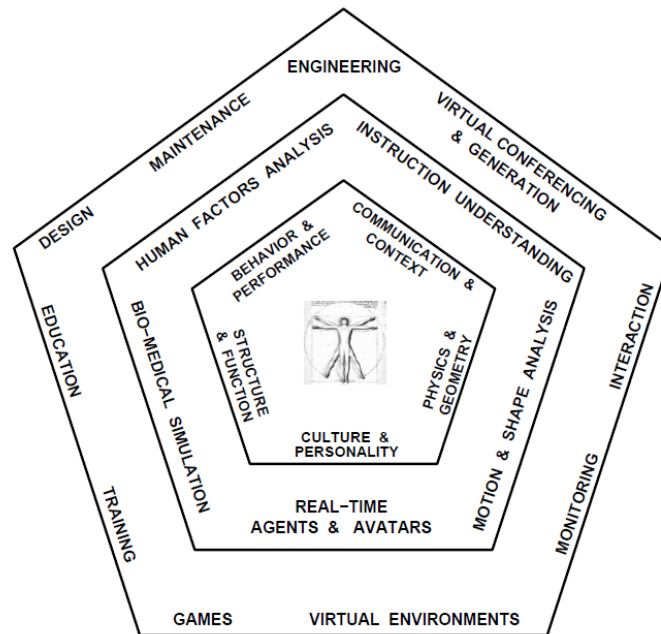 ENGINEERING
MAINTENANCE
DESIGN
VIRTUAL CONFERENCING
& GENERATION
EDUCATION
TRAINING
GAMES
VIRTUAL ENVIRONMENTS
MONITORING
INTERACTION
HUMAN FACTORS ANALYSIS
INSTRUCTION UNDERSTANDING
BIO-MEDICAL SIMULATION
REAL-TIME
AGENTS & AVATARS
MOTION & SHAPE ANALYSIS
BEHAVIOR &
PERFORMANCE
COMMUNICATION &
CONTEXT
STRUCTURE
& FUNCTION
PHYSICS &
GEOMETRY
CULTURE &
PERSONALITY